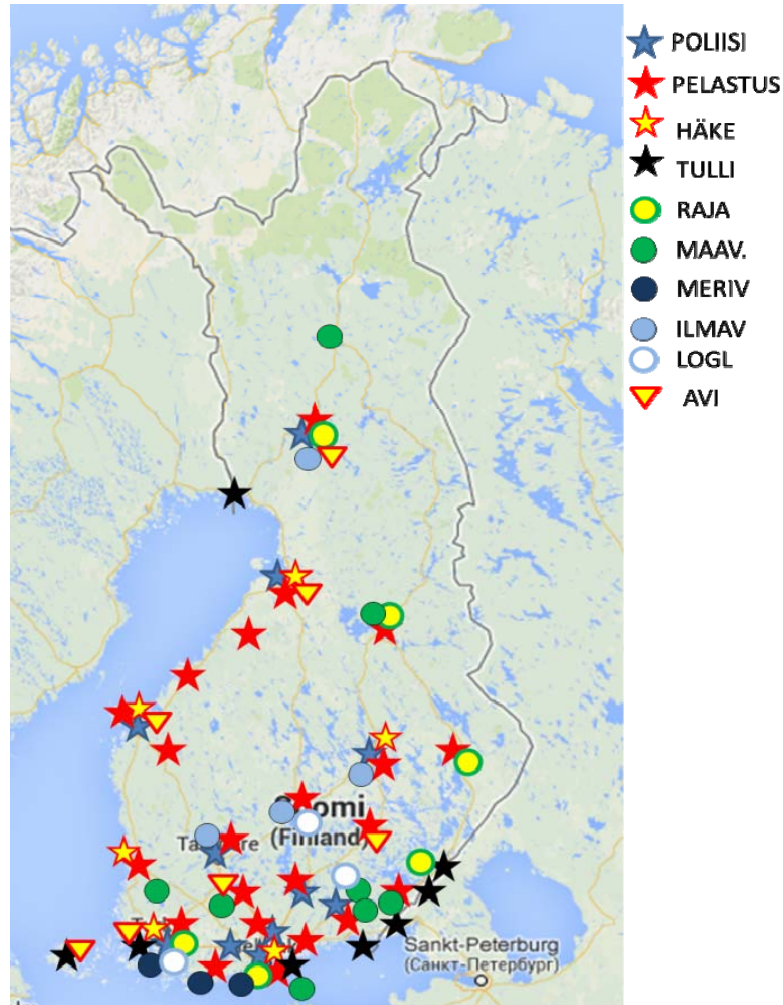 POLIISI
PELASTUS
HÄKE
TULLI
RAJA
MAAV.
MERIV
ILMAV
LOGL
AVI
Suomi
(Finland)
Sankt-Peterburg
(Санкт-Петербург)